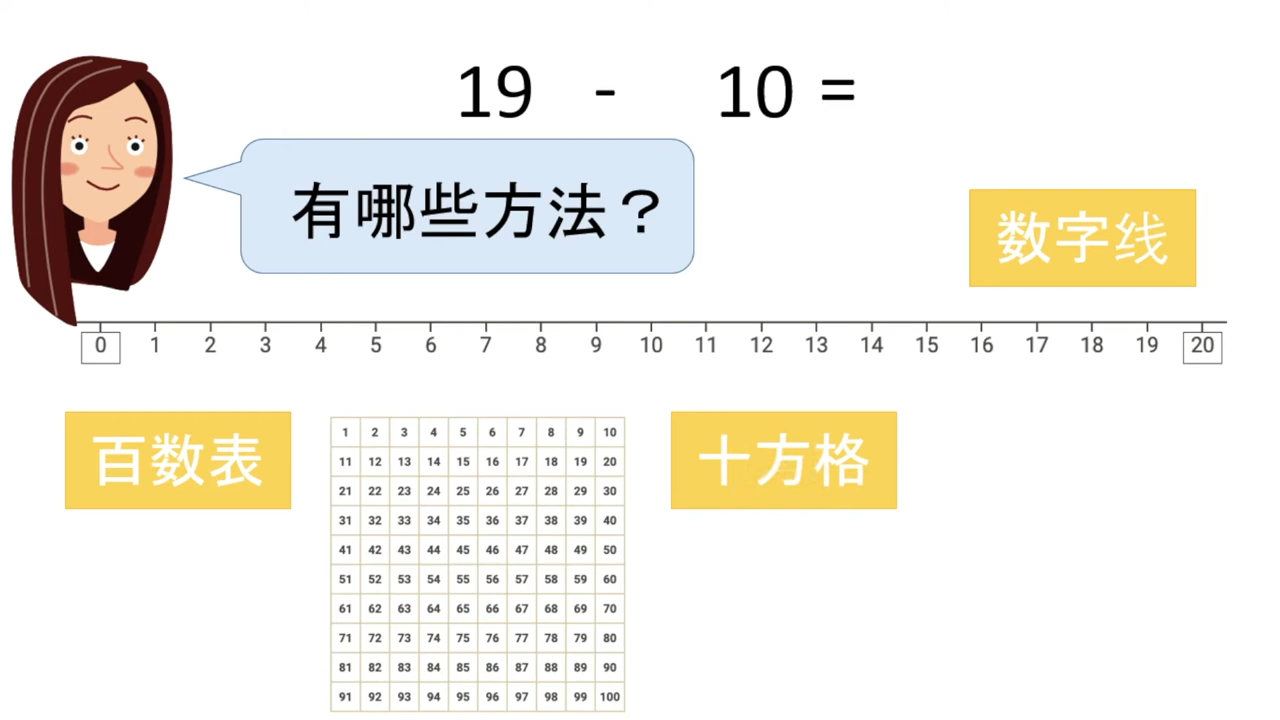 19 - 10 =
有哪些方法？
数字线
0 1 2 3 4 5 6 7 8 9 10 11 12 13 14 15 16 17 18 19 20
百数表
十方格
1 2 3 4 5 6 7 8 9 10
11 12 13 14 15 16 17 18 19 20
21 22 23 24 25 26 27 28 29 30
31 32 33 34 35 36 37 38 39 40
41 42 43 44 45 46 47 48 49 50
51 52 53 54 55 56 57 58 59 60
61 62 63 64 65 66 67 68 69 70
71 72 73 74 75 76 77 78 79 80
81 82 83 84 85 86 87 88 89 90
91 92 93 94 95 96 97 98 99 100